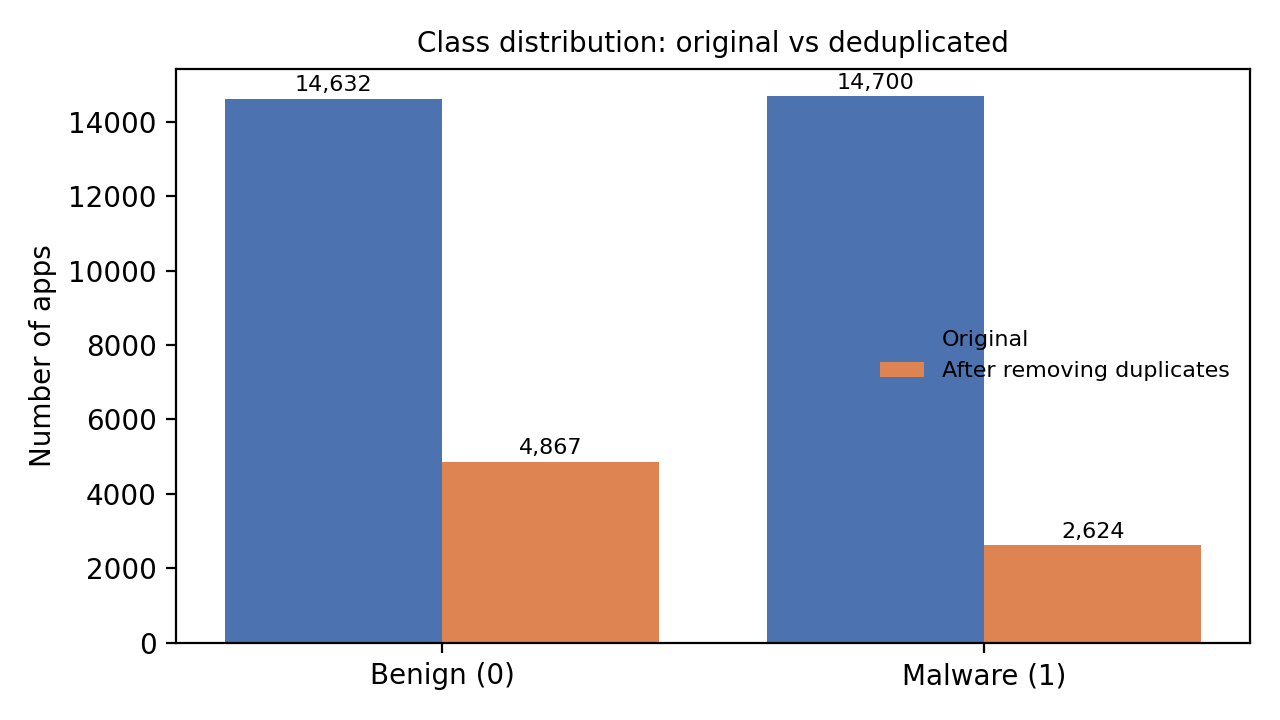 Class distribution: original vs deduplicated
Number of apps
14000
12000
10000
8000
6000
4000
2000
0
14,632
4,867
14,700
2,624
Original
After removing duplicates
Benign (0)
Malware (1)